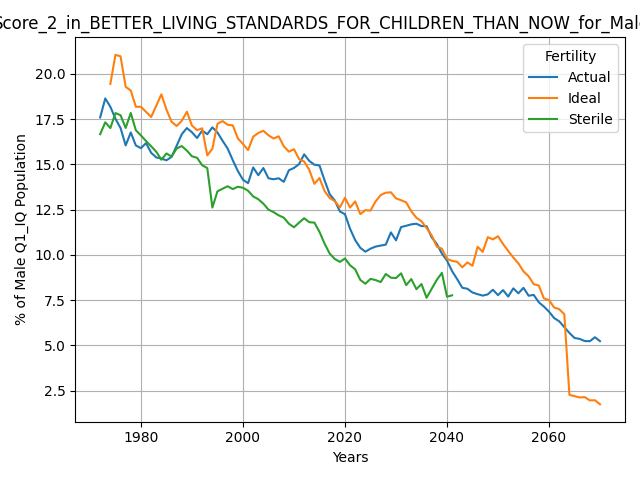 Score_2_in_BETTER_LIVING_STANDARDS_FOR_CHILDREN_THAN_NOW_for_Male
Fertility
Actual
Ideal
Sterile
% of Male Q1_IQ Population
20.0
17.5
15.0
12.5
10.0
7.5
5.0
2.5
1980 2000 2020 2040 2060
Years